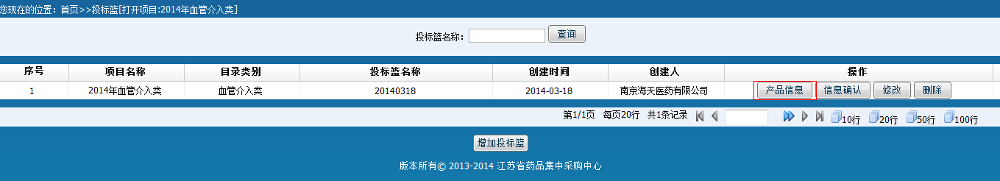 您现在的位置：首页>>投标篮[打开项目:2014年血管介入类]
投标篮名称： 查询
序号 项目名称 目录类别 投标篮名称 创建时间 创建人 操作
1 2014年血管介入类 血管介入类 20140318 2014-03-18 南京海天医药有限公司 产品信息 信息确认 修改 删除
第1/1页 每页20行 共1条记录 10行 20行 50行 100行
增加投标篮
版本所有© 2013-2014 江苏省药品集中采购中心